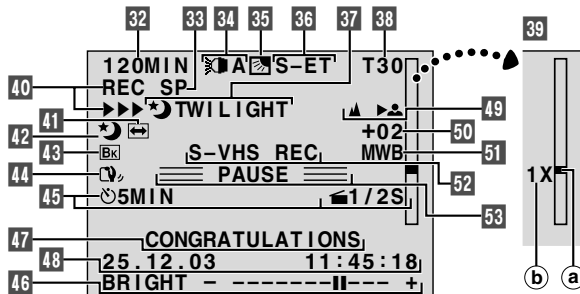 32 33 34 35 36 37 38 39
120MIN A S-ET T30
40 REC SP
TWILIGHT 49
41
42 +02 50
43 BK S-VHS REC MWB 51
44 PAUSE 52
1X
45 5MIN 1/2S 53
47 CONGRATULATIONS
48 25.12.03 11:45:18 b a
46 BRIGHT - --------II--- +